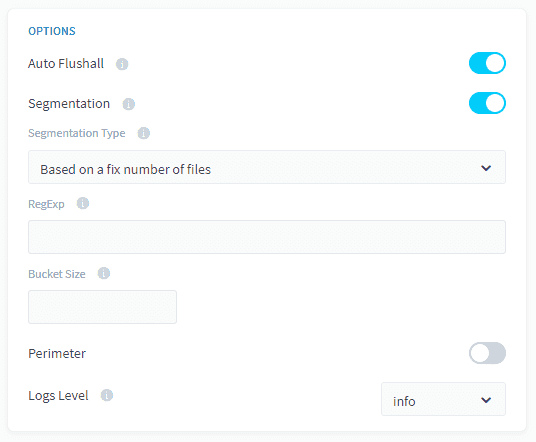 OPTIONS
Auto Flushall
Segmentation
Segmentation Type
Based on a fix number of files
RegExp
Bucket Size
Perimeter
Logs Level
info